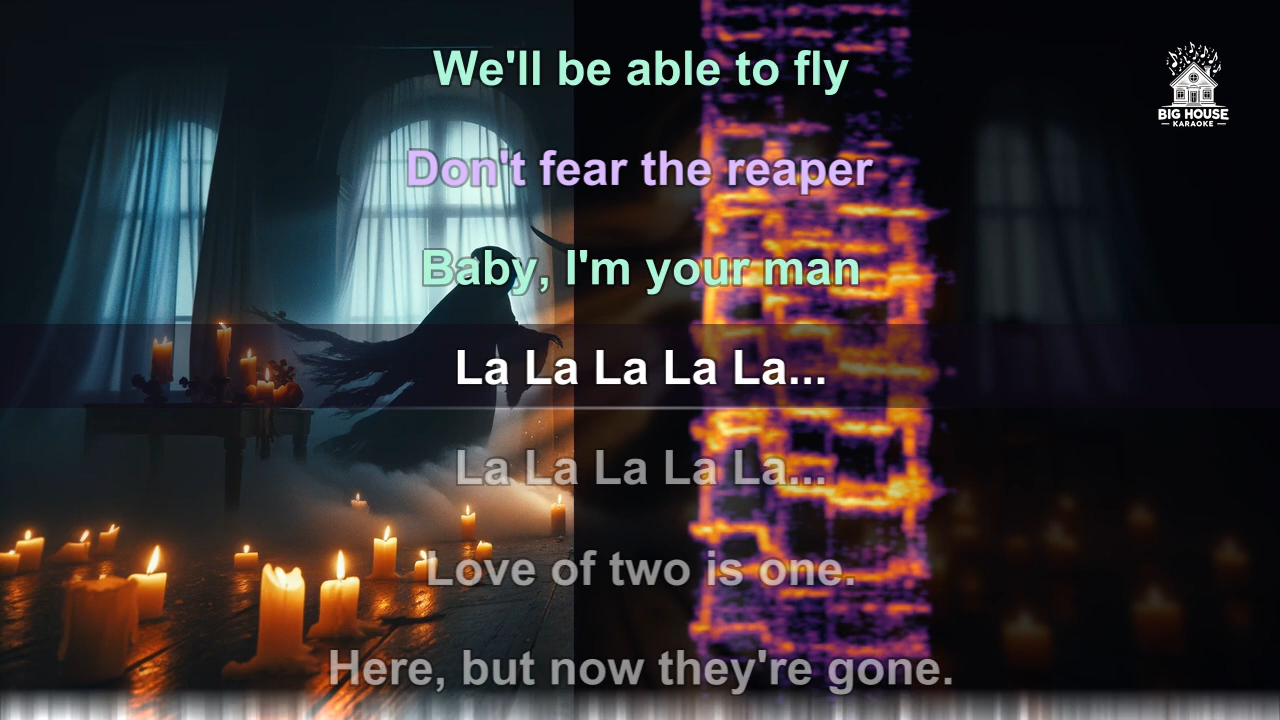 We'll be able to fly
BIG HOUSE
KARAOKE
Don't fear the reaper
Baby, I'm your man
La La La La La...
La La La La La...
Love of two is one.
Here, but now they're gone.